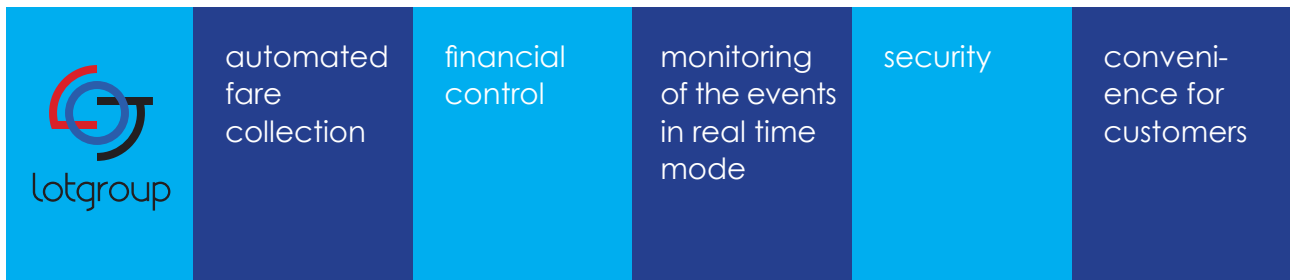 lotgroup
automated
fare
collection
financial
control
monitoring
of the events
in real time
mode
security
conveni-
ence for
customers